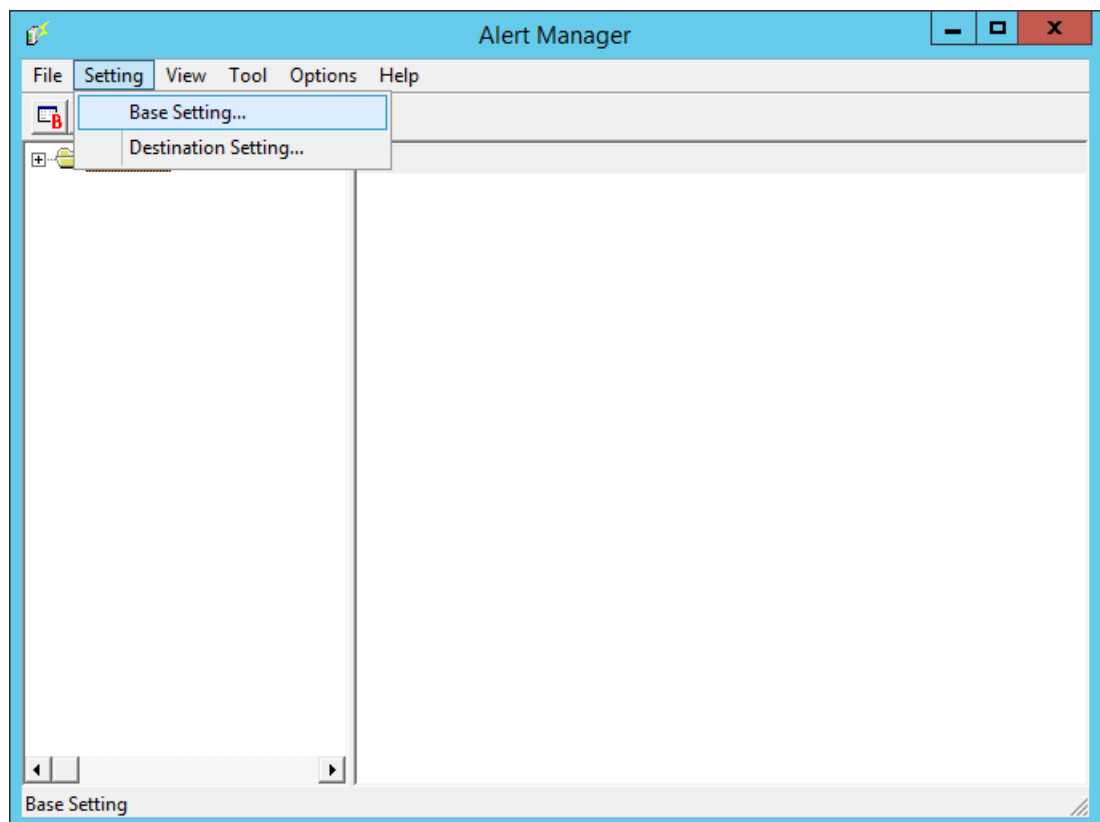 Alert Manager
File Setting View Tool Options Help
B
Base Setting...
Destination Setting...
Base Setting